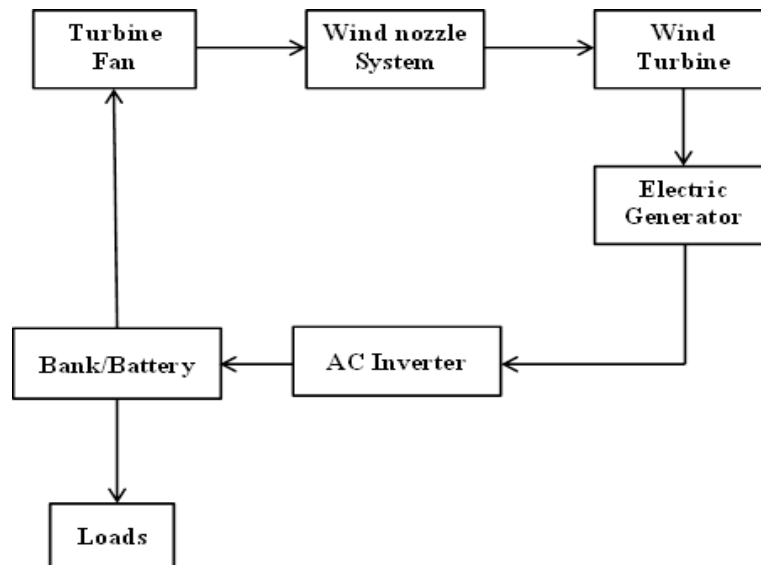 Turbine
Fan
Wind nozzle
System
Wind
Turbine
Electric
Generator
Bank/Battery
AC Inverter
Loads